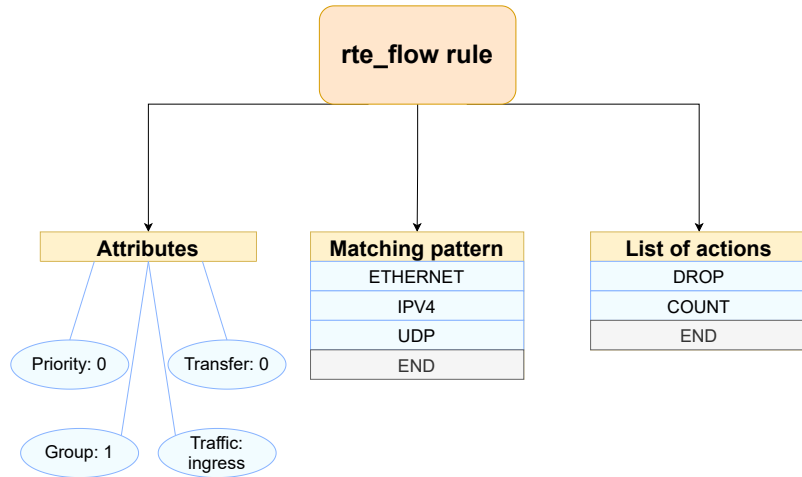 rte_flow rule
Attributes
Priority: 0
Transfer: 0
Group: 1
Traffic:
ingress
Matching pattern
ETHERNET
IPV4
UDP
END
List of actions
DROP
COUNT
END